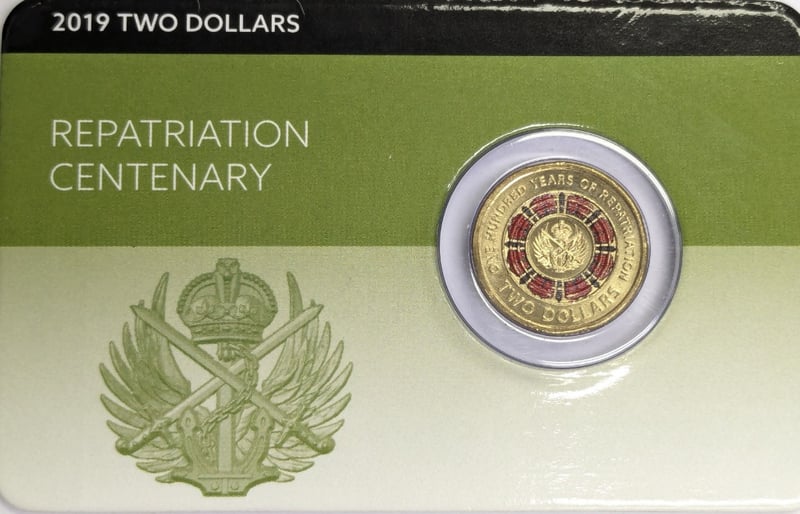 2019 TWO DOLLARS
REPATRIATION
CENTENARY
ONE HUNDRED YEARS OF REPATRIATION
TWO DOLLARS